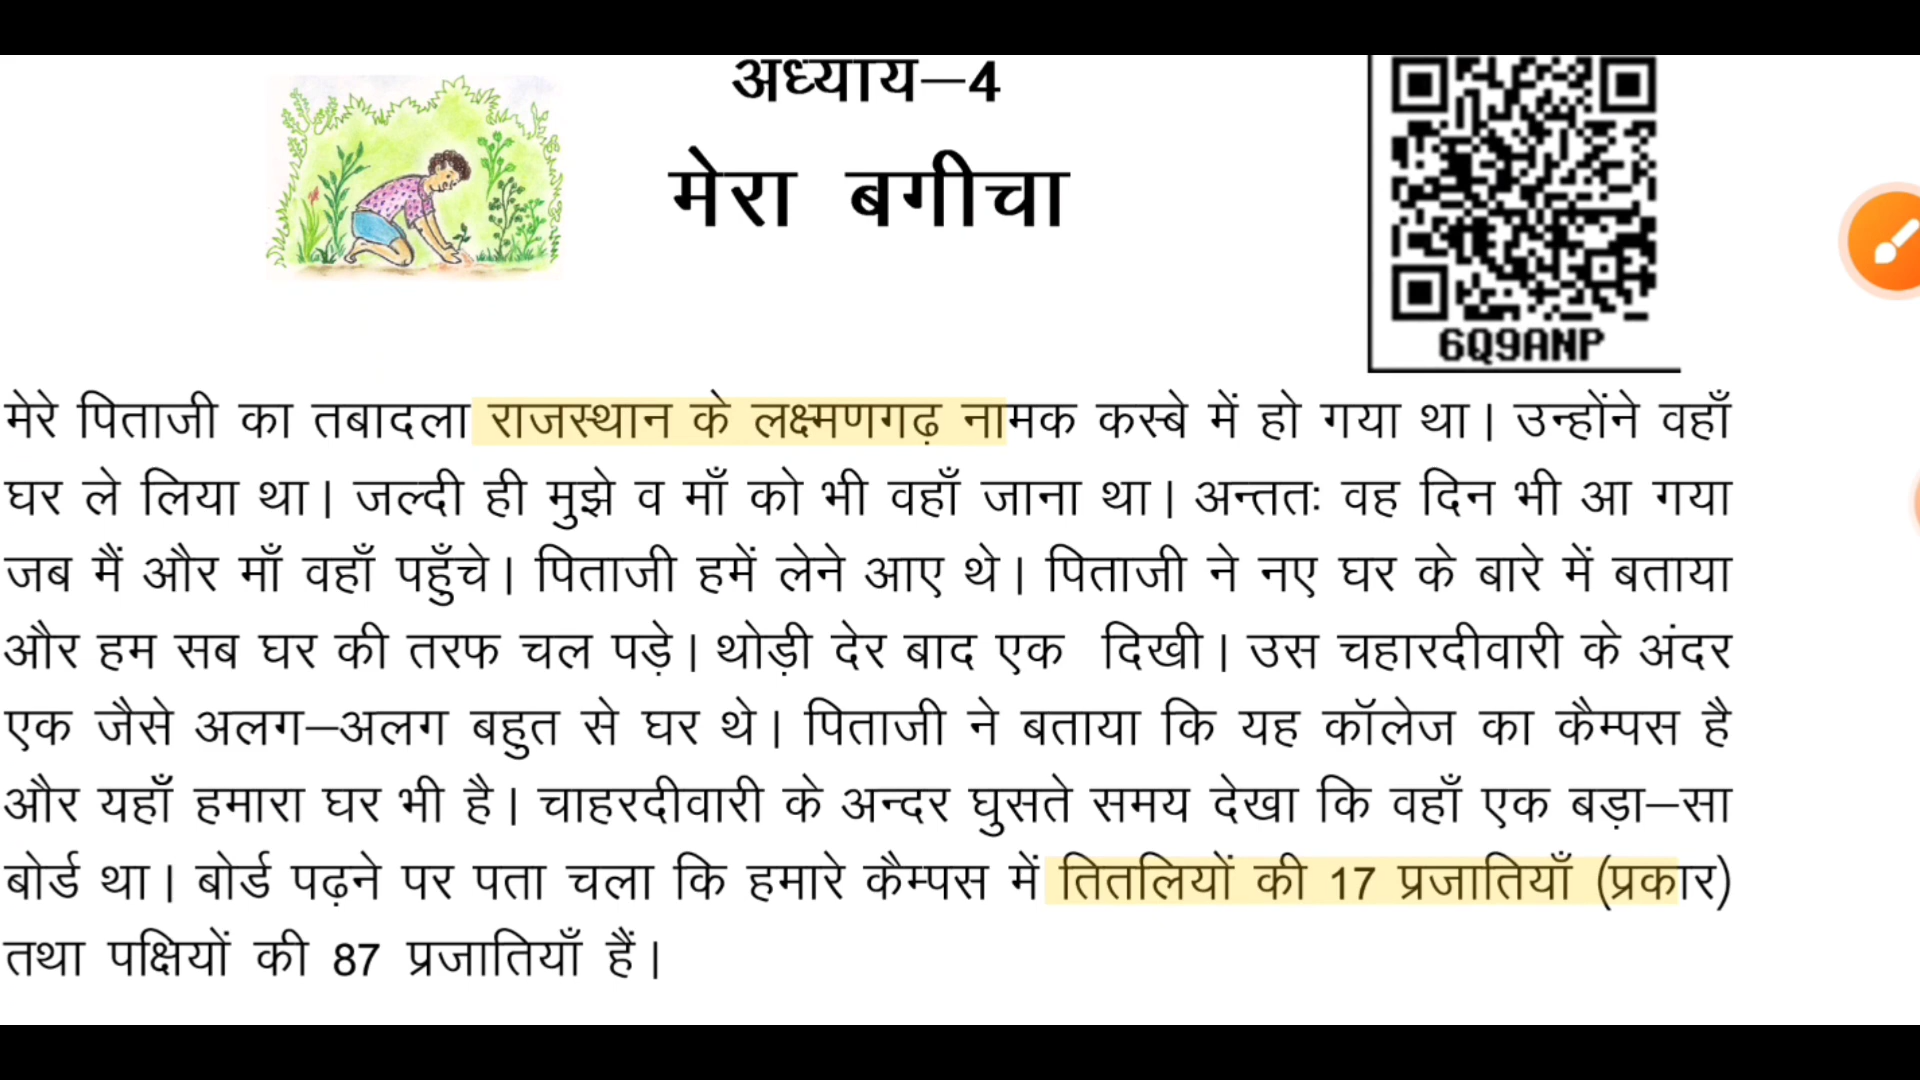 अध्याय–4
मेरा बगीचा
6Q9ANP
मेरे पिताजी का तबादला राजस्थान के लक्ष्मणगढ़ नामक कस्बे में हो गया था। उन्होंने वहाँ
घर ले लिया था। जल्दी ही मुझे व माँ को भी वहाँ जाना था। अन्ततः वह दिन भी आ गया
जब मैं और माँ वहाँ पहुँचे। पिताजी हमें लेने आए थे। पिताजी ने नए घर के बारे में बताया
और हम सब घर की तरफ चल पड़े। थोड़ी देर बाद एक दिखी। उस चहारदीवारी के अंदर
एक जैसे अलग–अलग बहुत से घर थे। पिताजी ने बताया कि यह कॉलेज का कैम्पस है
और यहाँ हमारा घर भी है। चाहरदीवारी के अन्दर घुसते समय देखा कि वहाँ एक बड़ा–सा
बोर्ड था। बोर्ड पढ़ने पर पता चला कि हमारे कैम्पस में तितलियों की 17 प्रजातियाँ (प्रकार)
तथा पक्षियों की 87 प्रजातियाँ हैं।